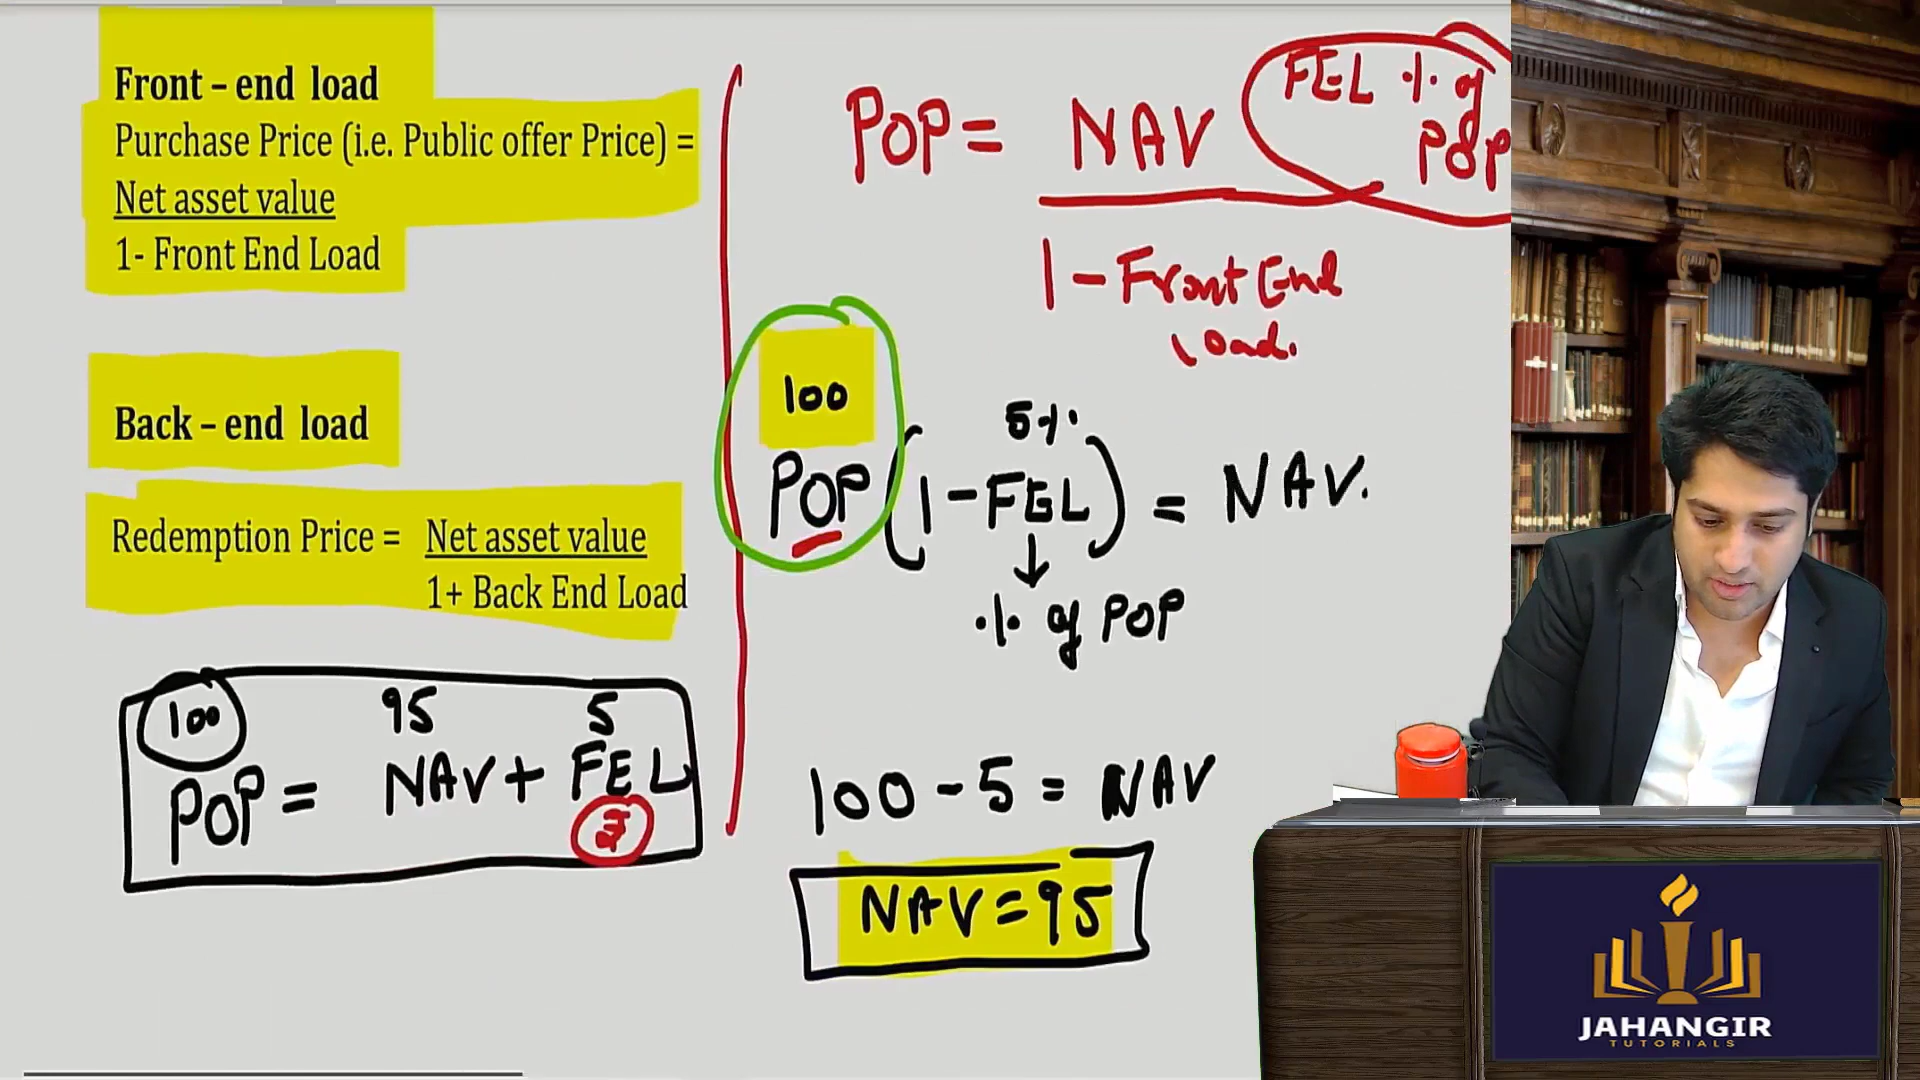 Front – end load
Purchase Price (i.e. Public offer Price) =
Net asset value
1- Front End Load
Back – end load
Redemption Price = Net asset value
1+ Back End Load
100 95 5
POP = NAV + FEL
₹
POP = NAV
FEL % of
POP
1 - Front End
Load.
100
5%
POP (1 - FEL) = NAV.
% of POP
100 - 5 = NAV
NAV = 95
JAHANGIR
TUTORIALS